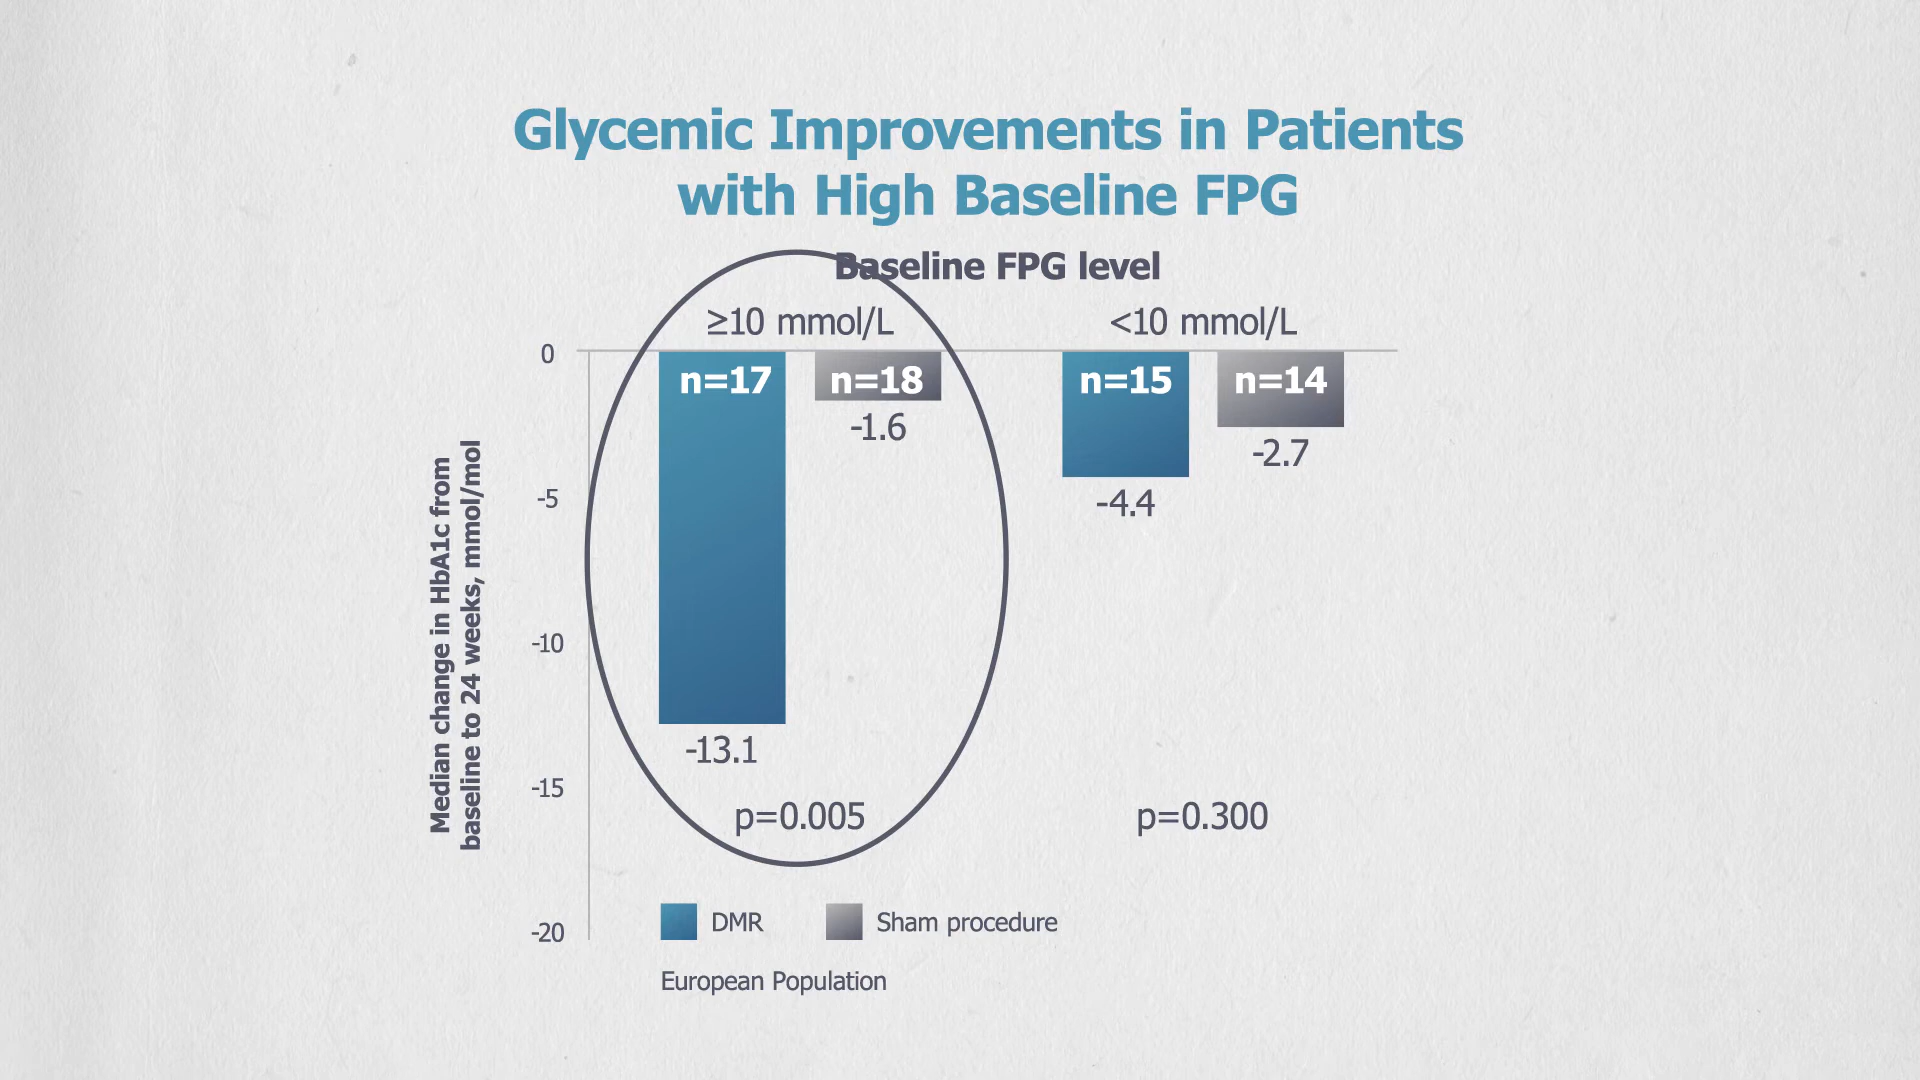 Glycemic Improvements in Patients
with High Baseline FPG
Baseline FPG level
≥10 mmol/L
<10 mmol/L
0
-5
-10
-15
-20
Median change in HbA1c from
baseline to 24 weeks, mmol/mol
n=17
n=18
n=15
n=14
-1.6
-2.7
-4.4
-13.1
p=0.005
p=0.300
DMR
Sham procedure
European Population